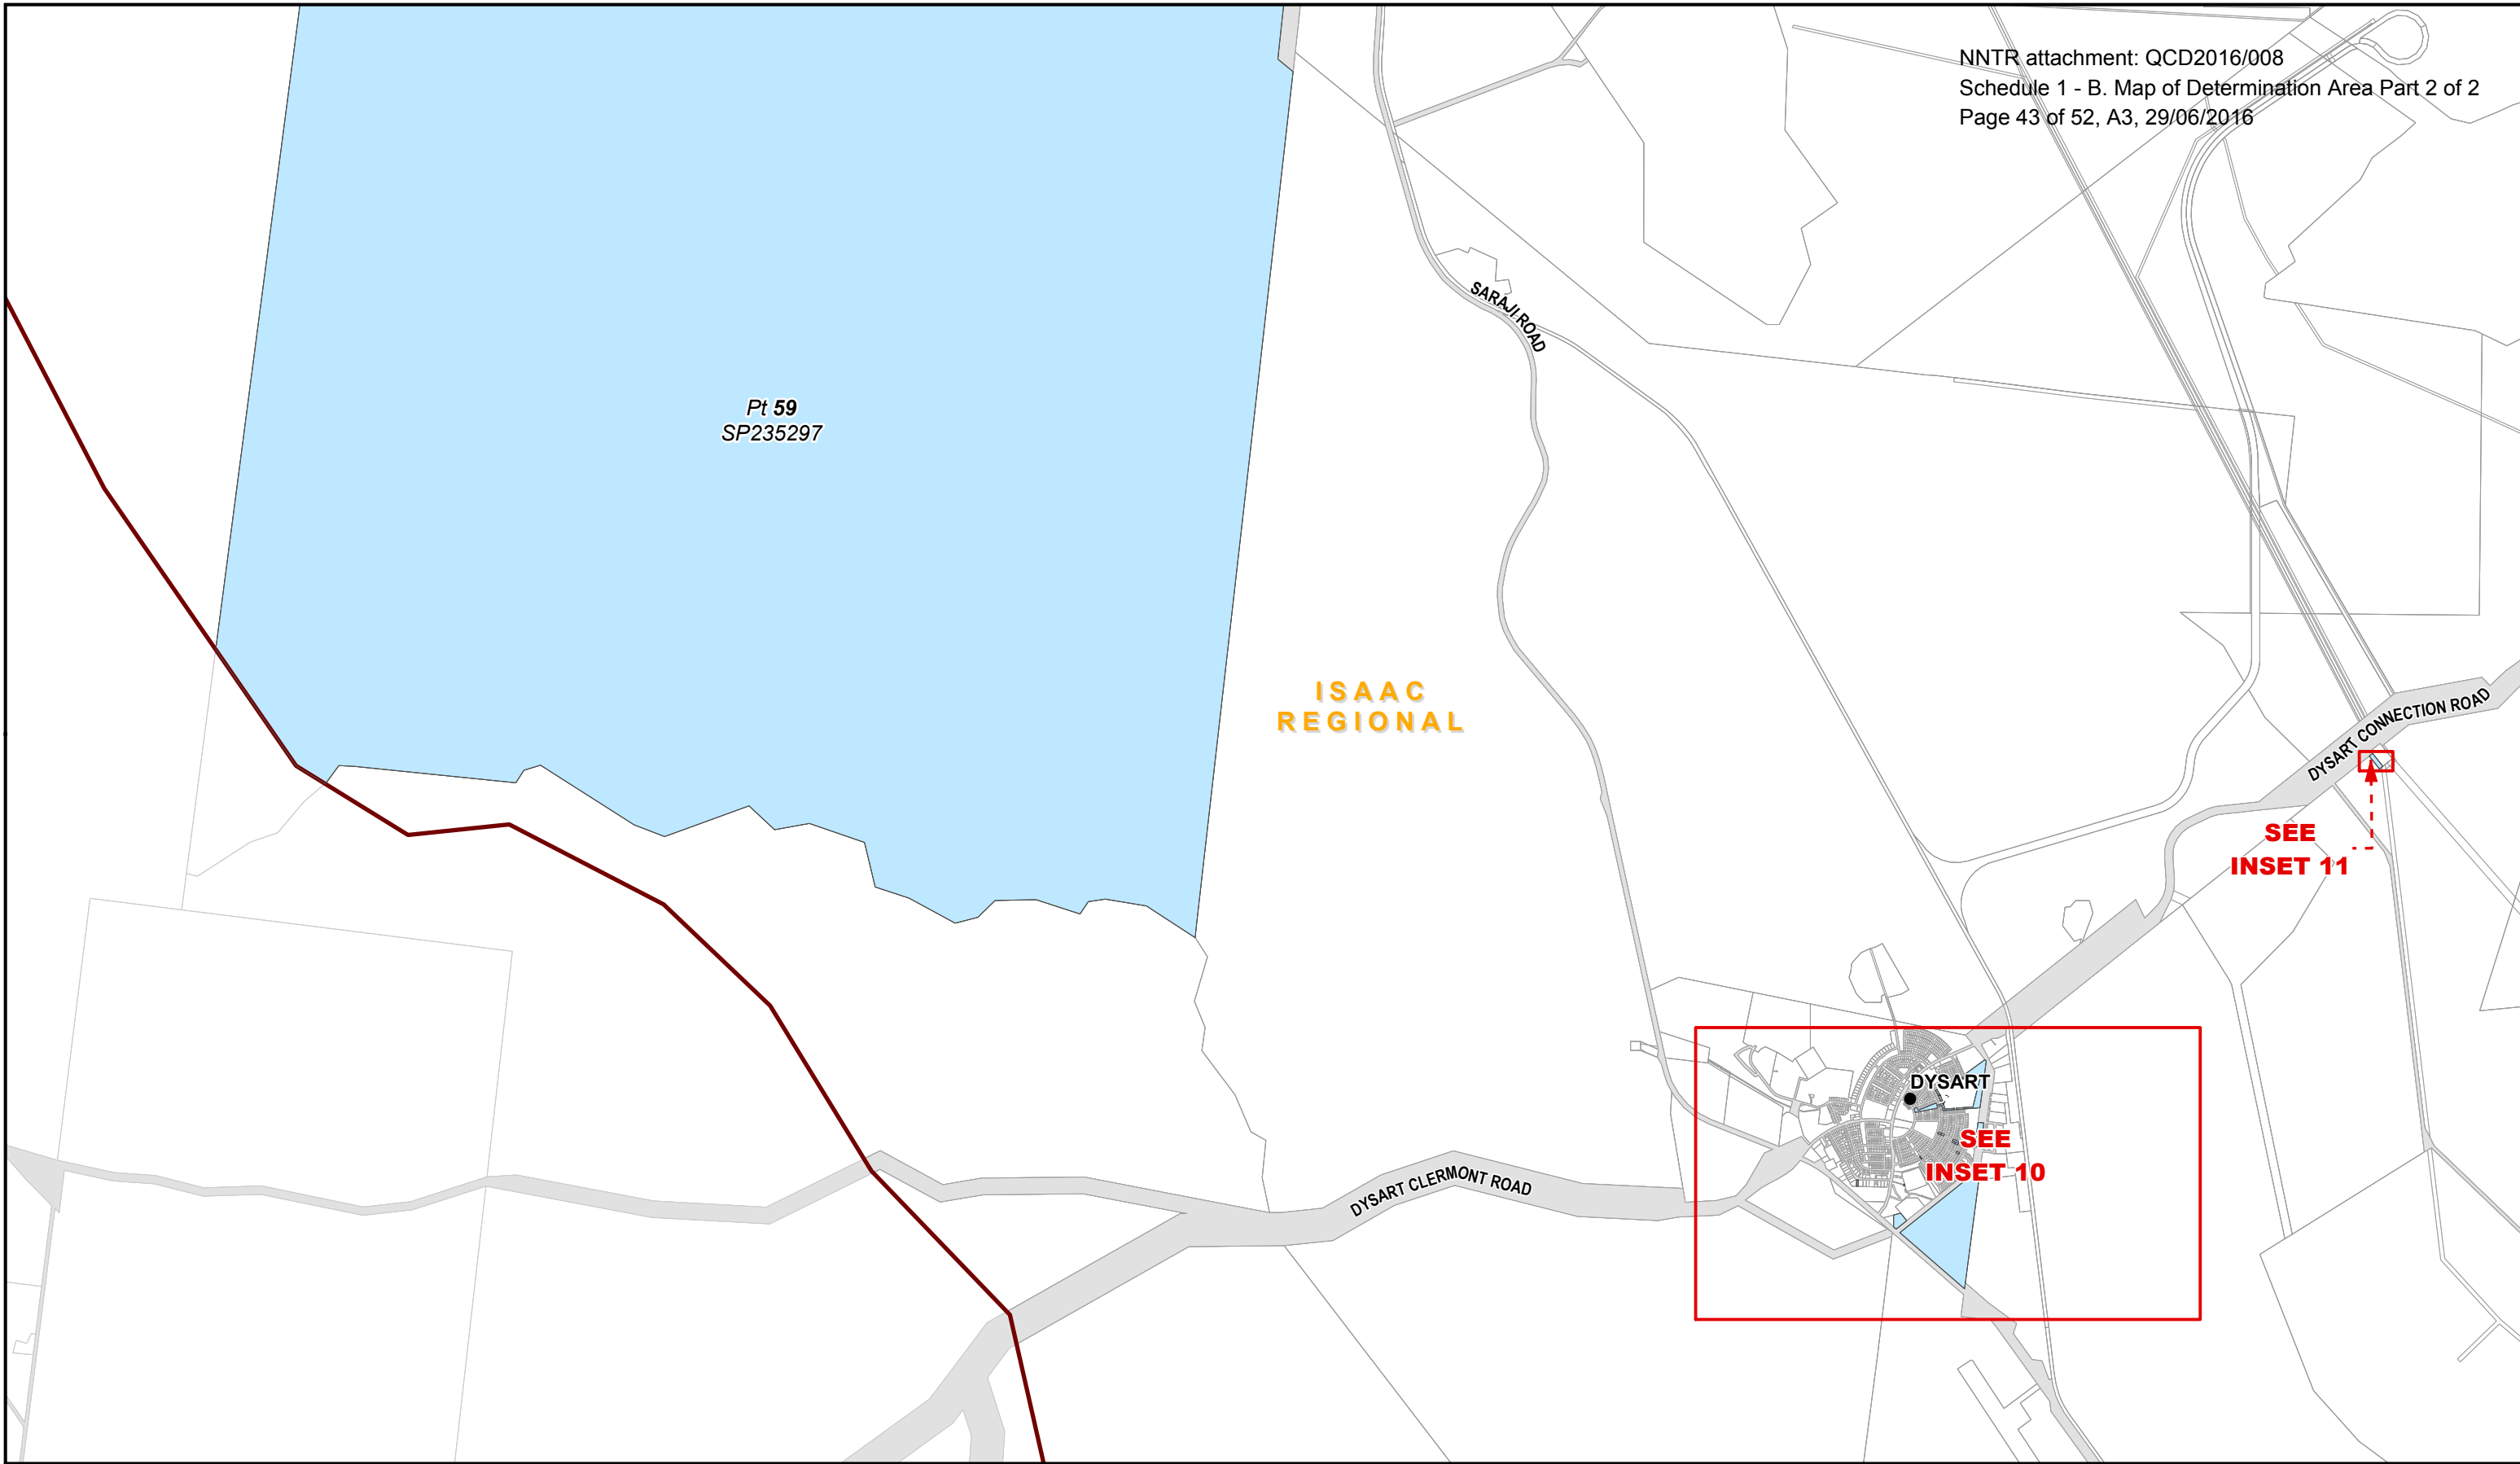 NNTR attachment: QCD2016/008
Schedule 1 - B. Map of Determination Area Part 2 of 2
Page 43 of 52, A3, 29/06/2016
SARAJI ROAD
Pt 59
SP235297
ISAAC
REGIONAL
DYSART CONNECTION ROAD
SEE
INSET 11
DYSART
SEE
INSET 10
DYSART CLERMONT ROAD